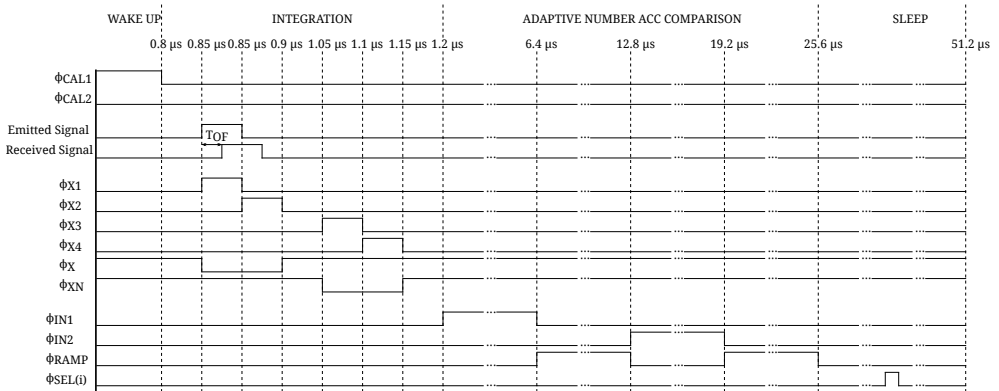 WAKE UP INTEGRATION ADAPTIVE NUMBER ACC COMPARISON SLEEP
0.8 μs 0.85 μs 0.85 μs 0.9 μs 1.05 μs 1.1 μs 1.15 μs 1.2 μs 6.4 μs 12.8 μs 19.2 μs 25.6 μs 51.2 μs
ϕCAL1
ϕCAL2
Emitted Signal
TOF
Received Signal
ϕX1
ϕX2
ϕX3
ϕX4
ϕX
ϕXN
ϕIN1
ϕIN2
ϕRAMP
ϕSEL(i)